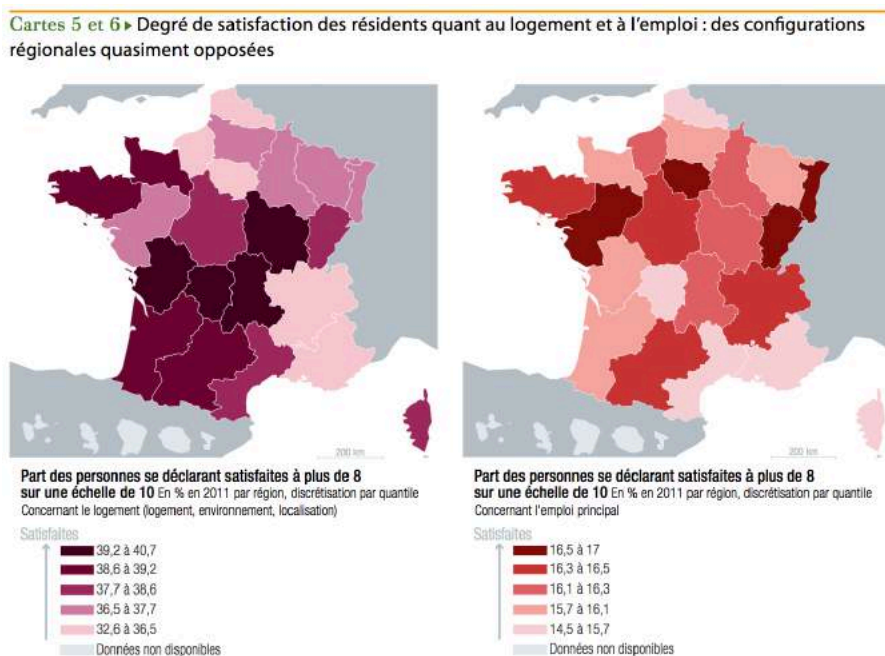 Cartes 5 et 6 ▸ Degré de satisfaction des résidents quant au logement et à l'emploi : des configurations
régionales quasiment opposées
200 km
Part des personnes se déclarant satisfaites à plus de 8
sur une échelle de 10 En % en 2011 par région, discrétisation par quantile
Concernant le logement (logement, environnement, localisation)
Satisfaites
39,2 à 40,7
38,6 à 39,2
37,7 à 38,6
36,5 à 37,7
32,6 à 36,5
Données non disponibles
200 km
Part des personnes se déclarant satisfaites à plus de 8
sur une échelle de 10 En % en 2011 par région, discrétisation par quantile
Concernant l'emploi principal
Satisfaites
16,5 à 17
16,3 à 16,5
16,1 à 16,3
15,7 à 16,1
14,5 à 15,7
Données non disponibles